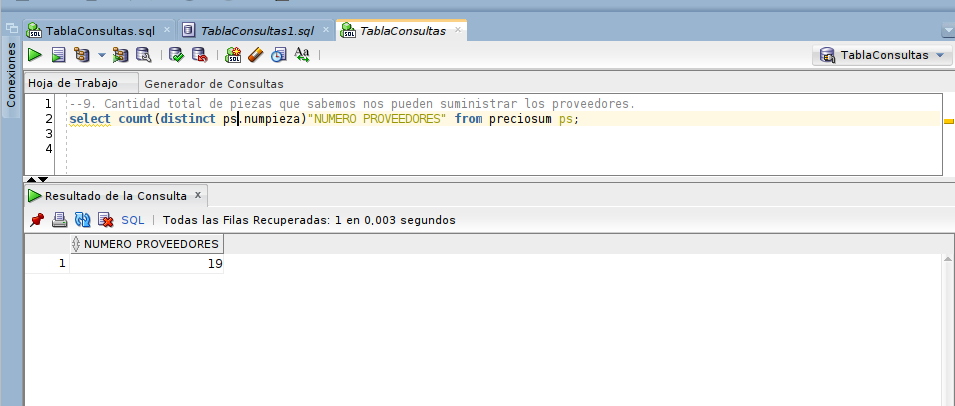 TablaConsultas.sql
TablaConsultas1.sql
TablaConsultas
Conexiones
SQL
TablaConsultas
Hoja de Trabajo
Generador de Consultas
1 --9. Cantidad total de piezas que sabemos nos pueden suministrar los proveedores.
2 select count(distinct ps.numpieza)"NUMERO PROVEEDORES" from preciosum ps;
3
4
Resultado de la Consulta x
SQL | Todas las Filas Recuperadas: 1 en 0,003 segundos
NUMERO PROVEEDORES
1 19